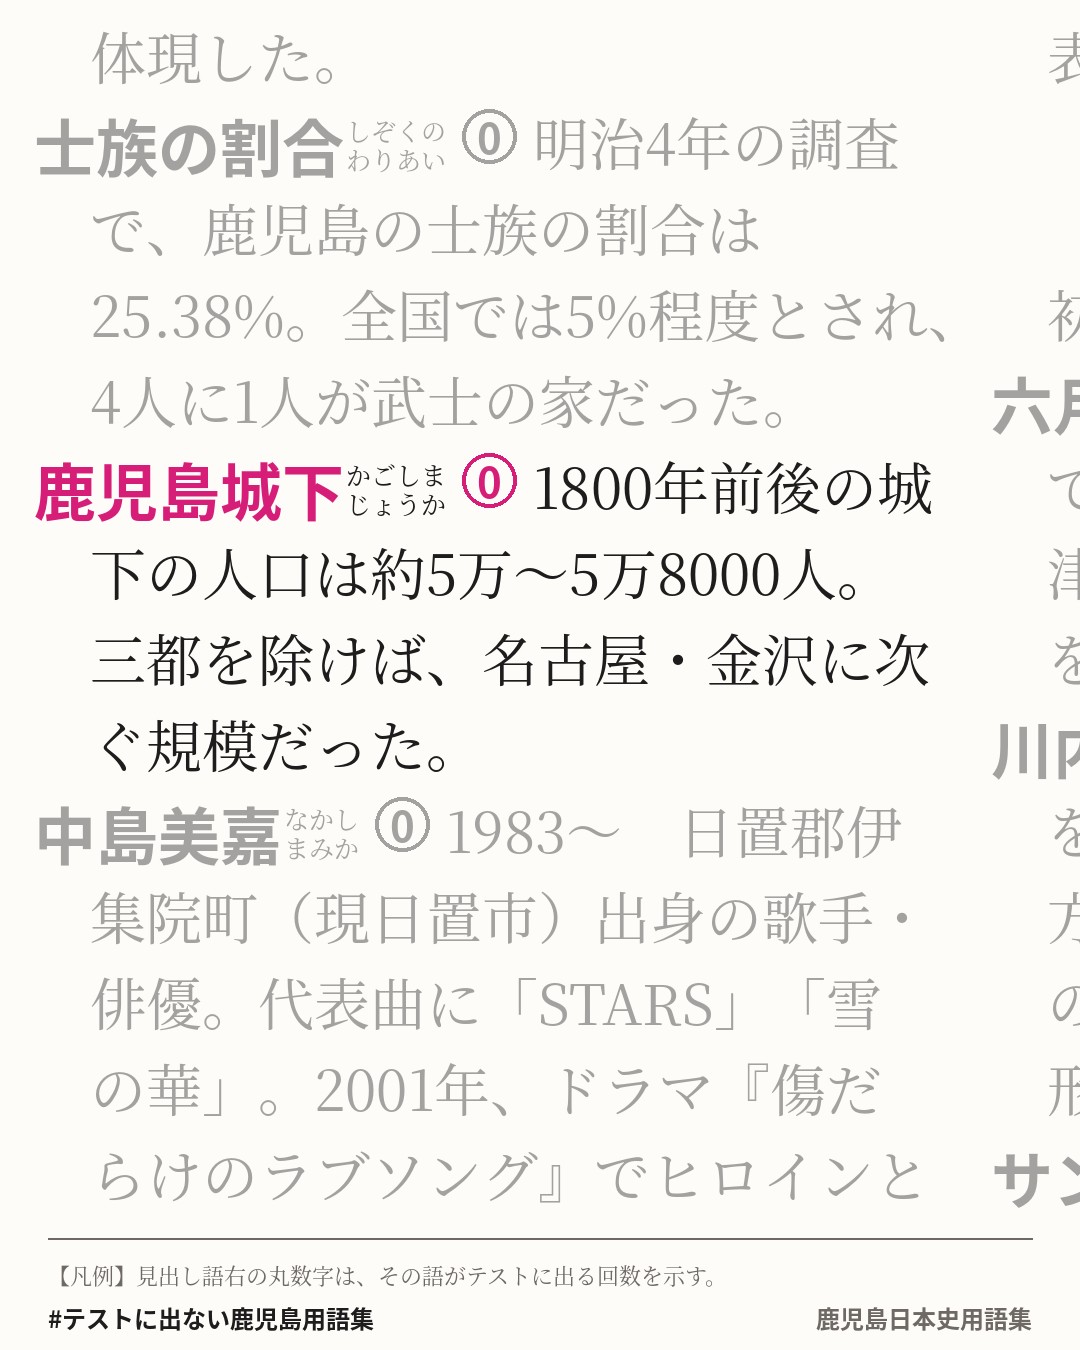 体現した。
士族の割合 しぞくの わりあい 0 明治4年の調査
で、鹿児島の士族の割合は
25.38%。全国では5%程度とされ、
4人に1人が武士の家だった。
鹿児島城下 かごしま じょうか 0 1800年前後の城
下の人口は約5万〜5万8000人。
三都を除けば、名古屋・金沢に次
ぐ規模だった。
中島美嘉 なかし まみか 0 1983〜 日置郡伊
集院町（現日置市）出身の歌手・
俳優。代表曲に「STARS」「雪
の華」。2001年、ドラマ『傷だ
らけのラブソング』でヒロインと
六
て
津
を
川
を
方
の
サ
【凡例】見出し語右の丸数字は、その語がテストに出る回数を示す。
#テストに出ない鹿児島用語集
鹿児島日本史用語集